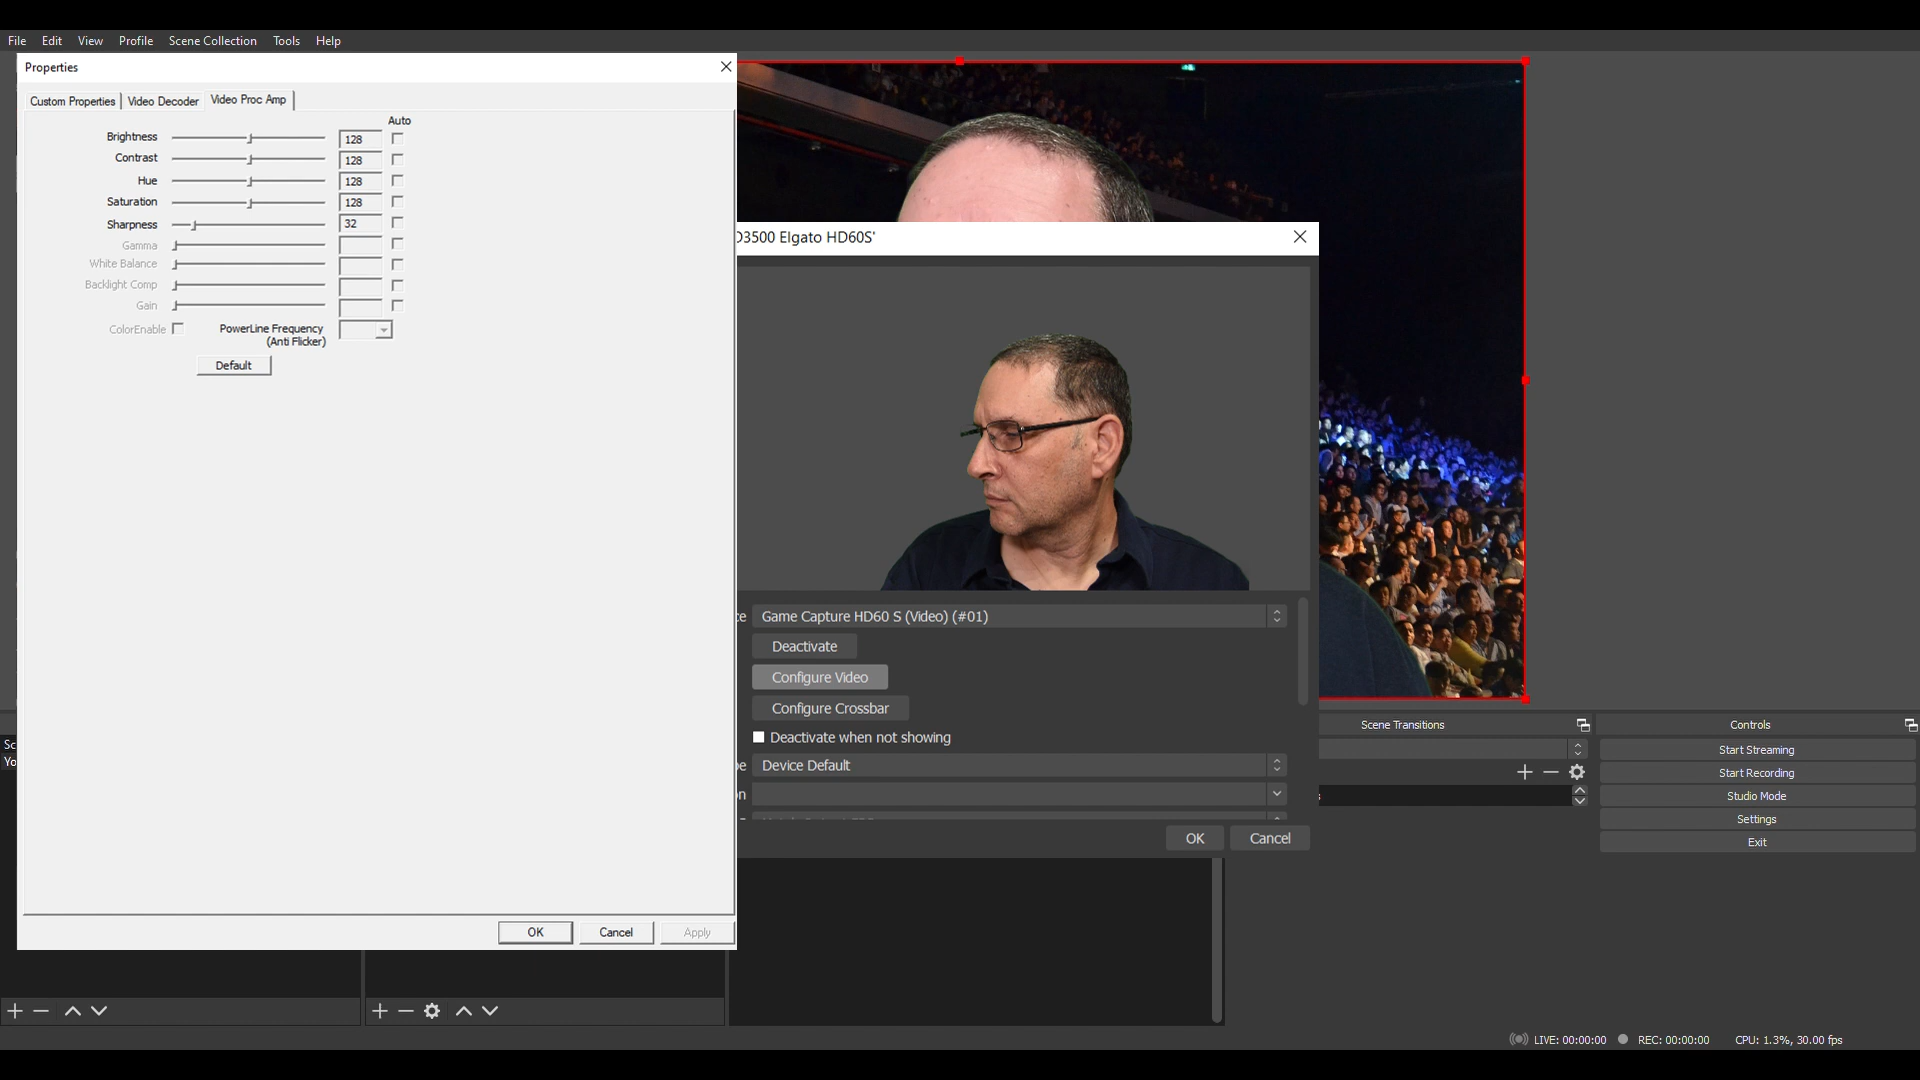 File Edit View Profile Scene Collection Tools Help
Properties
Custom Properties Video Decoder Video Proc Amp
Auto
Brightness 128
Contrast 128
Hue 128
Saturation 128
Sharpness 32
Gamma
White Balance
Backlight Comp
Gain
ColorEnable PowerLine Frequency
(Anti Flicker)
Default
OK Cancel Apply
D3500 Elgato HD60S'
Game Capture HD60 S (Video) (#01)
Deactivate
Configure Video
Configure Crossbar
Deactivate when not showing
Device Default
OK Cancel
Sc
Yo
Scene Transitions
Controls
Start Streaming
Start Recording
Studio Mode
Settings
Exit
LIVE: 00:00:00 REC: 00:00:00 CPU: 1.3%, 30.00 fps